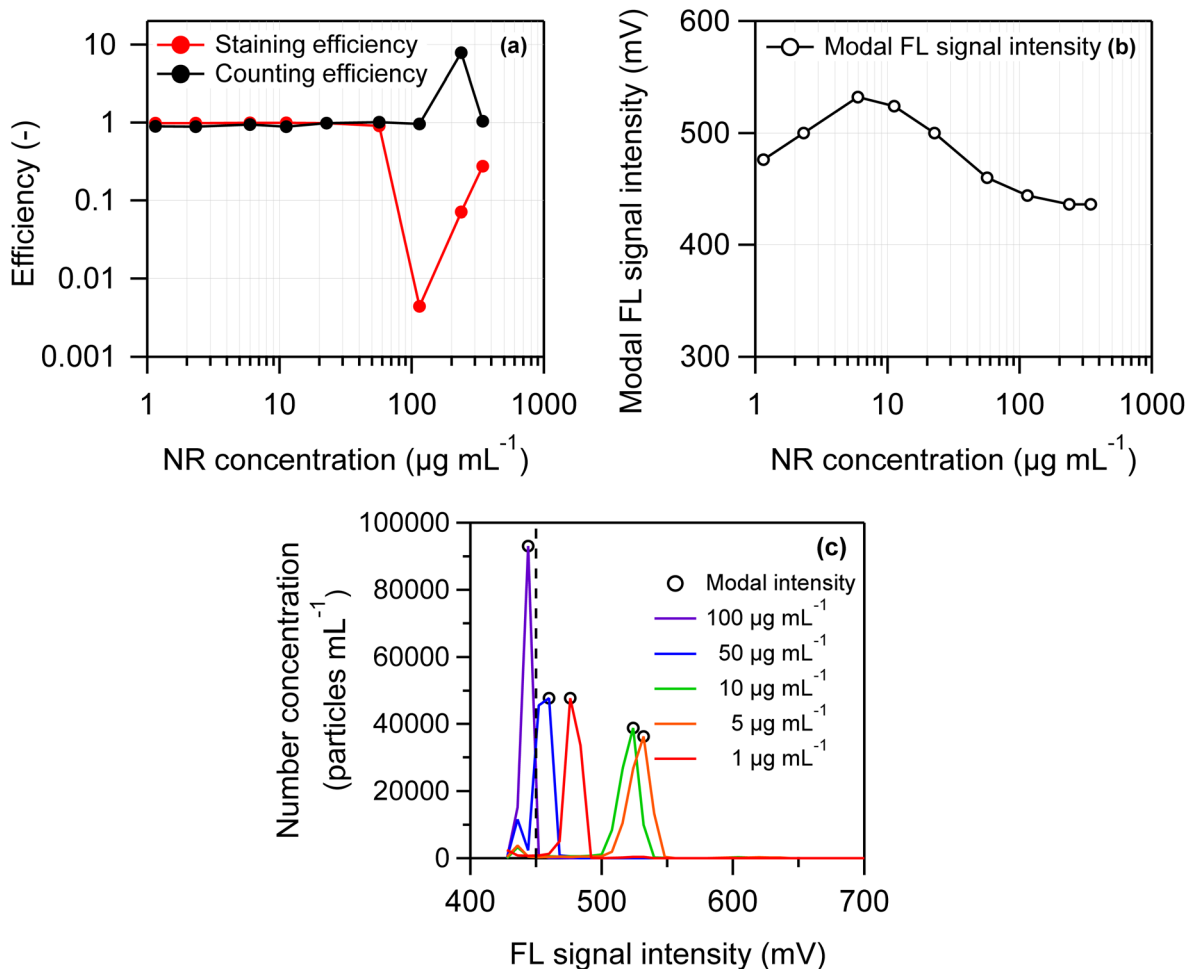 Staining efficiency
Counting efficiency
(a)
10
1
0.1
0.01
0.001
Efficiency (-)
1
10
100
1000
NR concentration (µg mL⁻¹)
Modal FL signal intensity (b)
600
500
400
300
Modal FL signal intensity (mV)
1
10
100
1000
NR concentration (µg mL⁻¹)
(c)
Modal intensity
100 µg mL⁻¹
50 µg mL⁻¹
10 µg mL⁻¹
5 µg mL⁻¹
1 µg mL⁻¹
100000
80000
60000
40000
20000
0
Number concentration
(particles mL⁻¹)
400
500
600
700
FL signal intensity (mV)